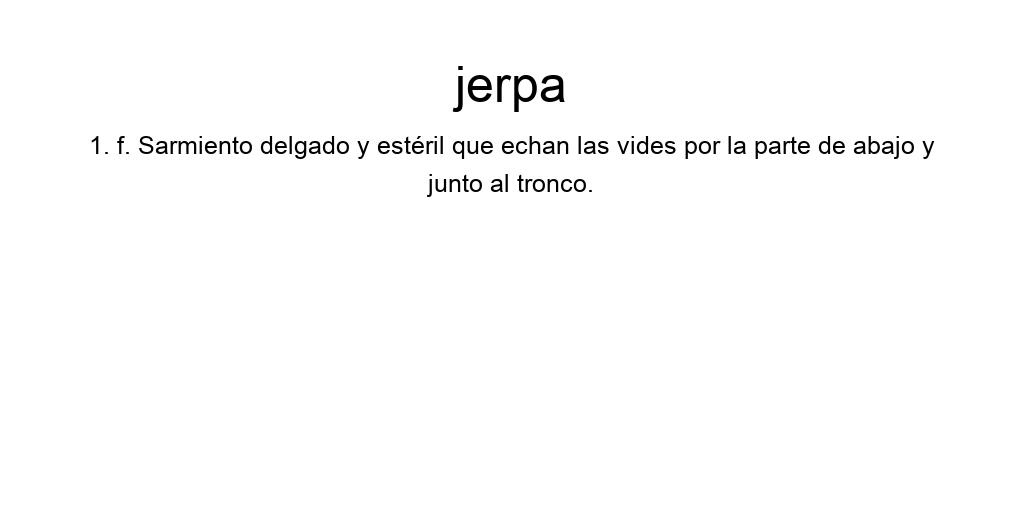 jerpa
1. f. Sarmiento delgado y estéril que echan las vides por la parte de abajo y
junto al tronco.